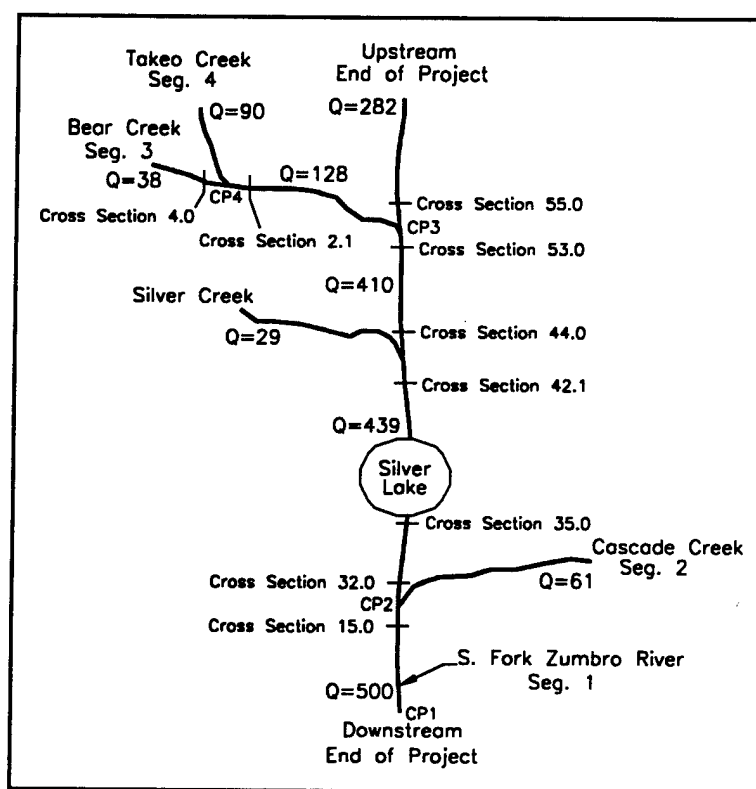 Takeo Creek
Seg. 4
Upstream
End of Project
Q=90
Q=282
Bear Creek
Seg. 3
Q=38
Q=128
CP4
Cross Section 4.0
Cross Section 2.1
Cross Section 55.0
CP3
Cross Section 53.0
Q=410
Silver Creek
Q=29
Cross Section 44.0
Cross Section 42.1
Q=439
Silver
Lake
Cross Section 35.0
Cascade Creek
Seg. 2
Q=61
Cross Section 32.0
CP2
Cross Section 15.0
S. Fork Zumbro River
Seg. 1
Q=500
CP1
Downstream
End of Project